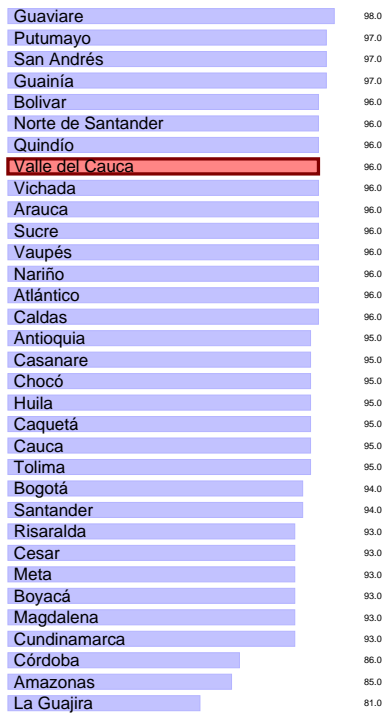 Guaviare 98.0
Putumayo 97.0
San Andrés 97.0
Guainía 97.0
Bolivar 96.0
Norte de Santander 96.0
Quindío 96.0
Valle del Cauca 96.0
Vichada 96.0
Arauca 96.0
Sucre 96.0
Vaupés 96.0
Nariño 96.0
Atlántico 96.0
Caldas 96.0
Antioquia 95.0
Casanare 95.0
Chocó 95.0
Huila 95.0
Caquetá 95.0
Cauca 95.0
Tolima 95.0
Bogotá 94.0
Santander 94.0
Risaralda 93.0
Cesar 93.0
Meta 93.0
Boyacá 93.0
Magdalena 93.0
Cundinamarca 93.0
Córdoba 86.0
Amazonas 85.0
La Guajira 81.0